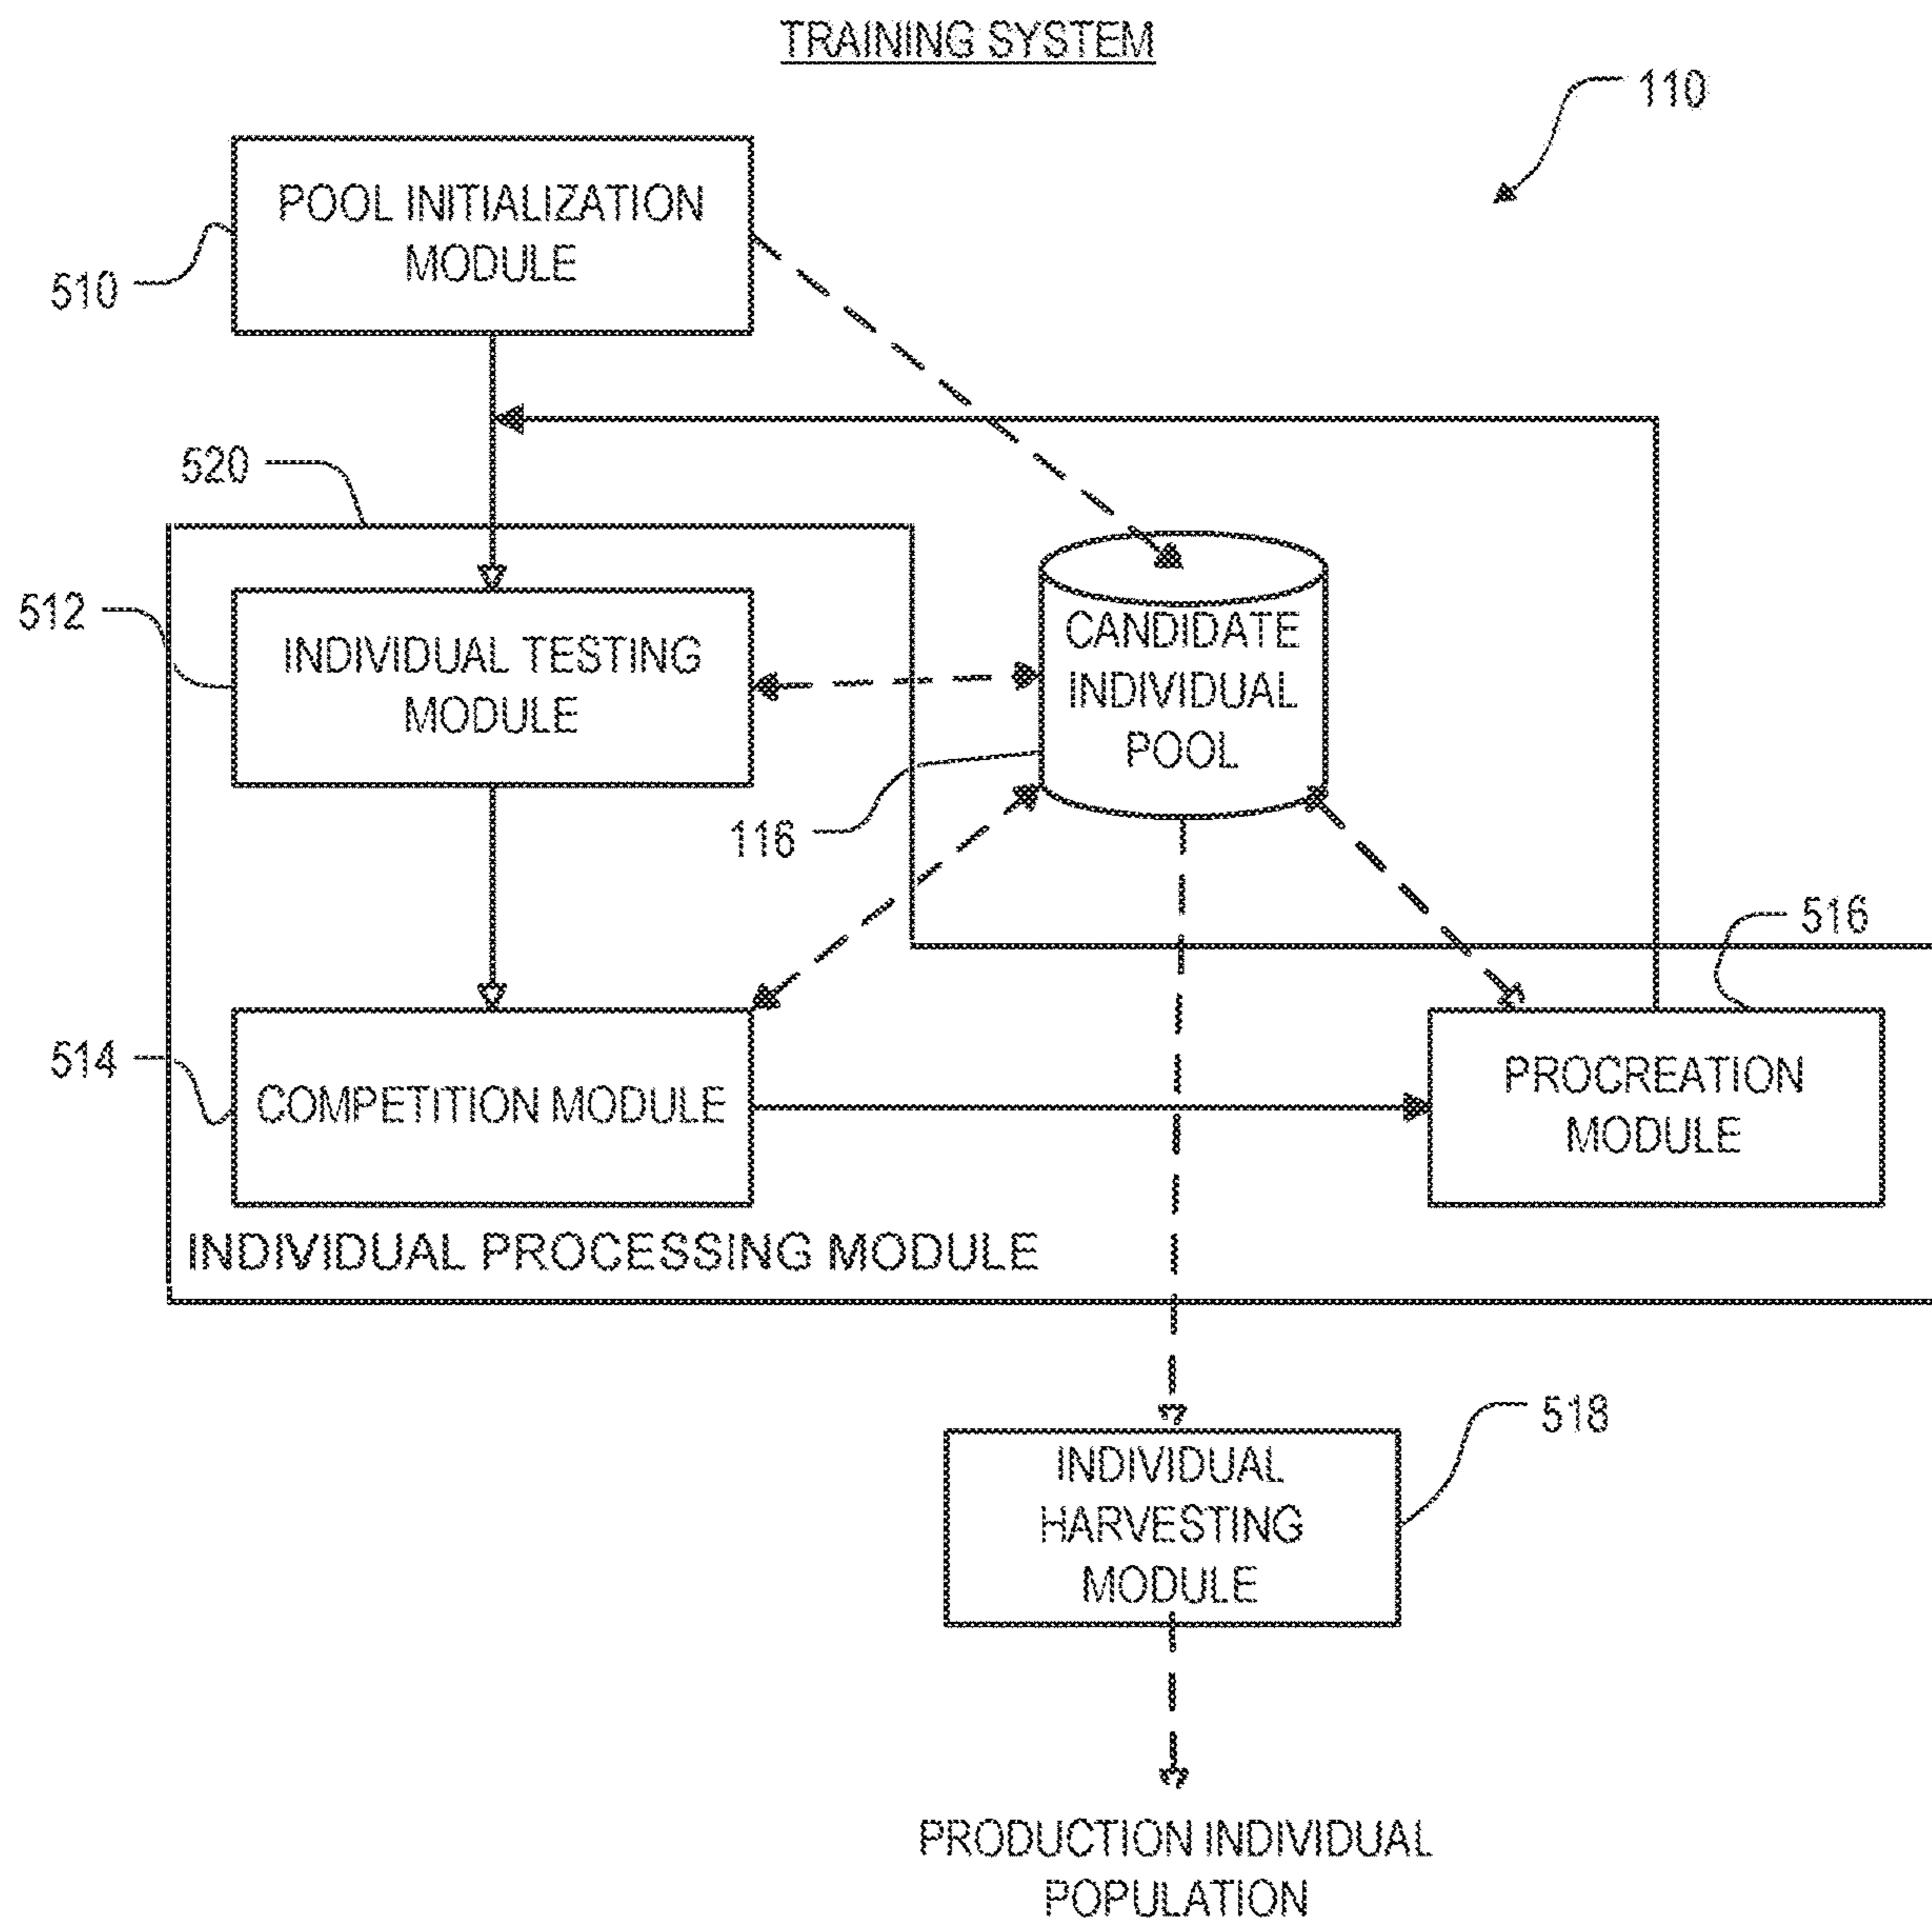 TRAINING SYSTEM
110
POOL INITIALIZATION
MODULE
510
520
512
INDIVIDUAL TESTING
MODULE
CANDIDATE
INDIVIDUAL
POOL
116
516
514
COMPETITION MODULE
PROCREATION
MODULE
INDIVIDUAL PROCESSING MODULE
518
INDIVIDUAL
HARVESTING
MODULE
PRODUCTION INDIVIDUAL
POPULATION